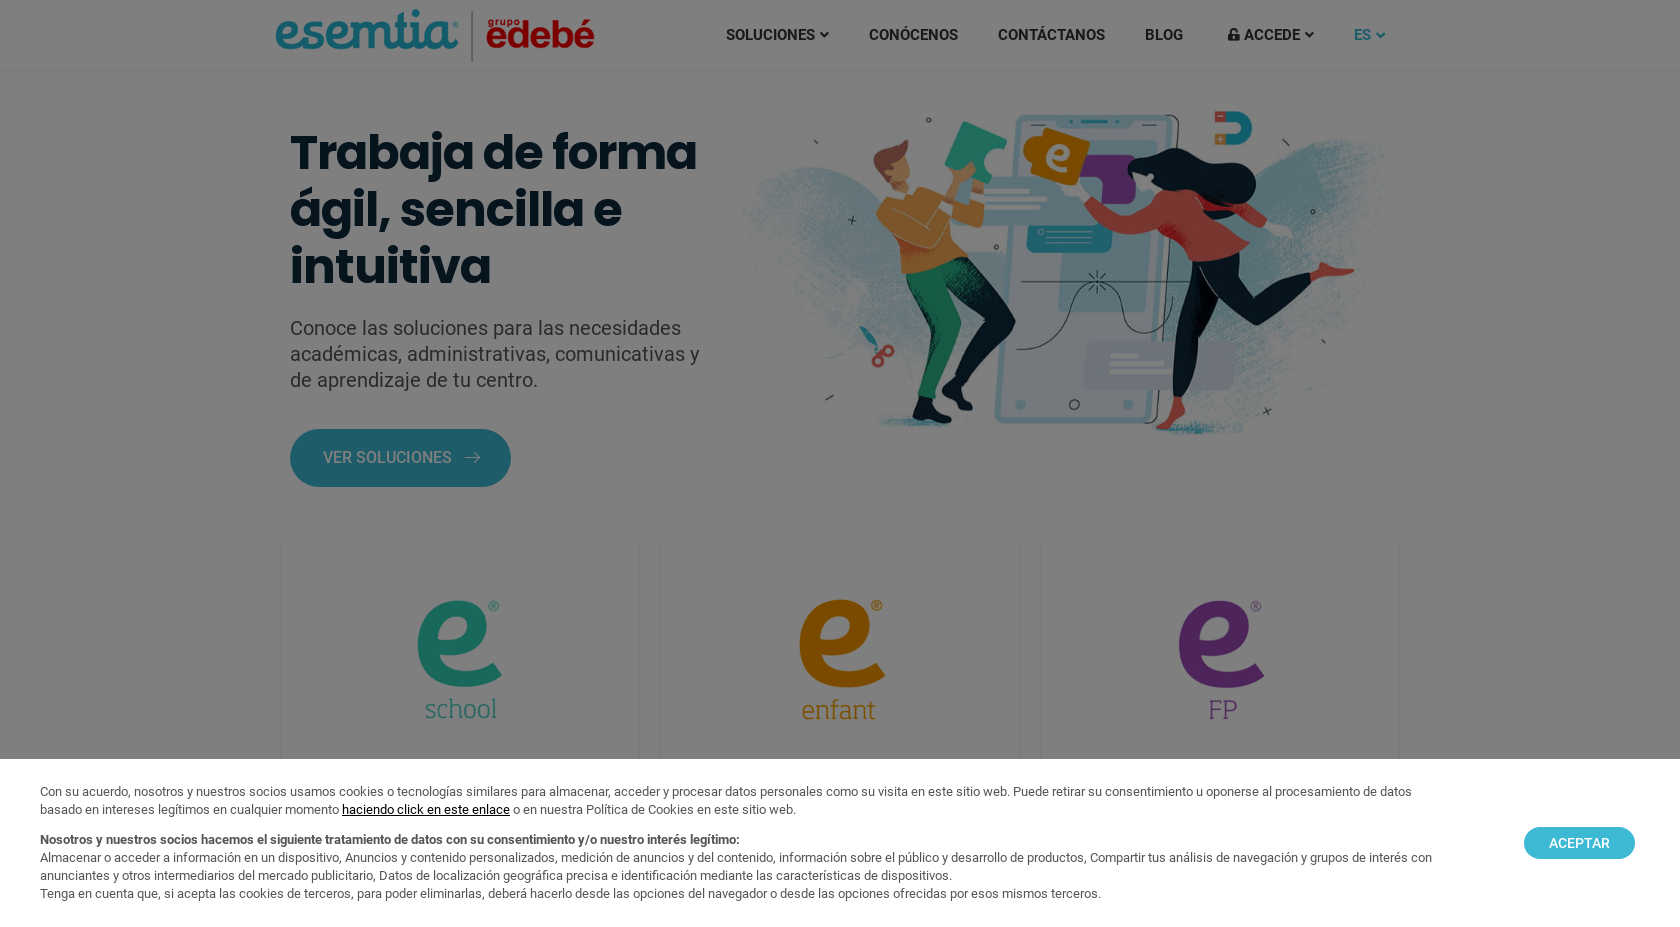 esemtia
grupo
edebé
SOLUCIONES
CONÓCENOS
CONTÁCTANOS
BLOG
ACCEDE
ES
Trabaja de forma
ágil, sencilla e
intuitiva
Conoce las soluciones para las necesidades
académicas, administrativas, comunicativas y
de aprendizaje de tu centro.
VER SOLUCIONES
e
e®
school
e®
enfant
e®
FP
Con su acuerdo, nosotros y nuestros socios usamos cookies o tecnologías similares para almacenar, acceder y procesar datos personales como su visita en este sitio web. Puede retirar su consentimiento u oponerse al procesamiento de datos
basado en intereses legítimos en cualquier momento haciendo click en este enlace o en nuestra Política de Cookies en este sitio web.
Nosotros y nuestros socios hacemos el siguiente tratamiento de datos con su consentimiento y/o nuestro interés legítimo:
Almacenar o acceder a información en un dispositivo, Anuncios y contenido personalizados, medición de anuncios y del contenido, información sobre el público y desarrollo de productos, Compartir tus análisis de navegación y grupos de interés con
anunciantes y otros intermediarios del mercado publicitario, Datos de localización geográfica precisa e identificación mediante las características de dispositivos.
Tenga en cuenta que, si acepta las cookies de terceros, para poder eliminarlas, deberá hacerlo desde las opciones del navegador o desde las opciones ofrecidas por esos mismos terceros.
ACEPTAR